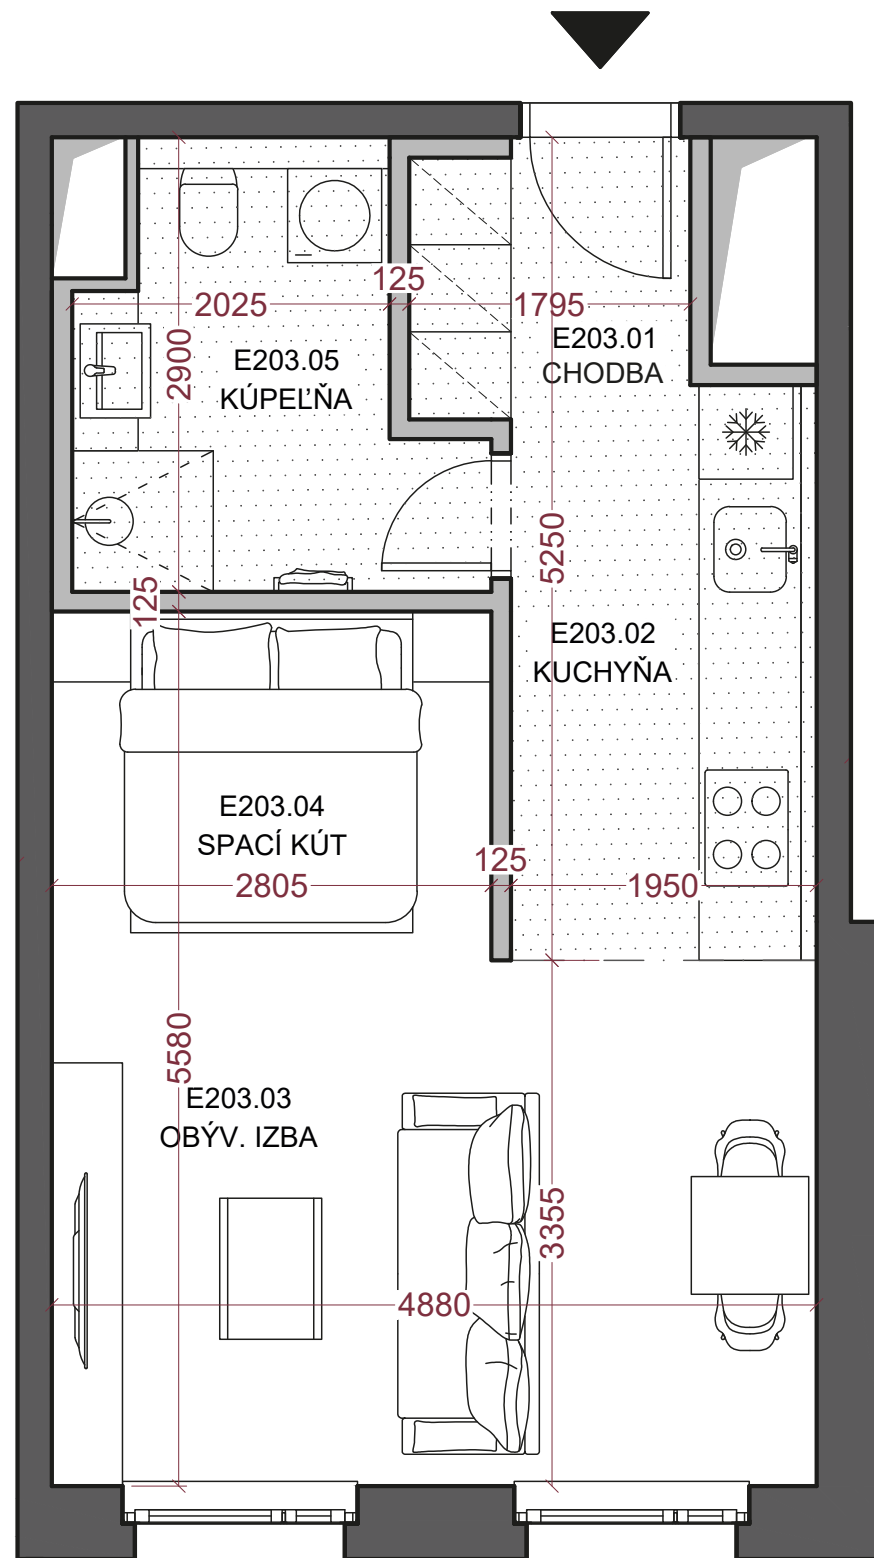 125
2025
1795
E203.01
CHODBA
2900
E203.05
KÚPEĽŇA
5250
125
E203.02
KUCHYŇA
E203.04
SPACÍ KÚT
125
2805
1950
5580
E203.03
OBÝV. IZBA
3355
4880